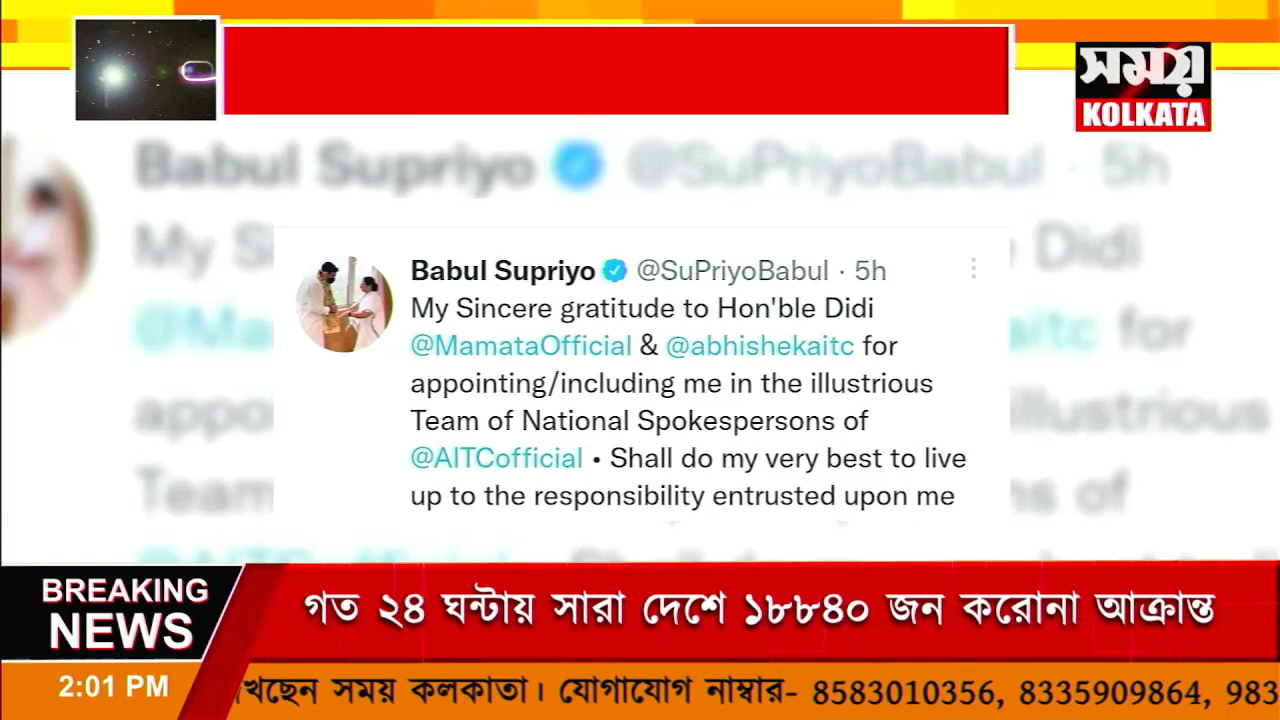 সময়
KOLKATA
Babul Supriyo @SuPriyoBabul · 5h
My Sincere gratitude to Hon'ble Didi
@MamataOfficial & @abhishekaitc for
appointing/including me in the illustrious
Team of National Spokespersons of
@AITCofficial • Shall do my very best to live
up to the responsibility entrusted upon me
BREAKING
NEWS
গত ২৪ ঘন্টায় সারা দেশে ১৮৮৪০ জন করোনা আক্রান্ত
2:01 PM
খছেন সময় কলকাতা। যোগাযোগ নাম্বার- 8583010356, 8335909864, 983